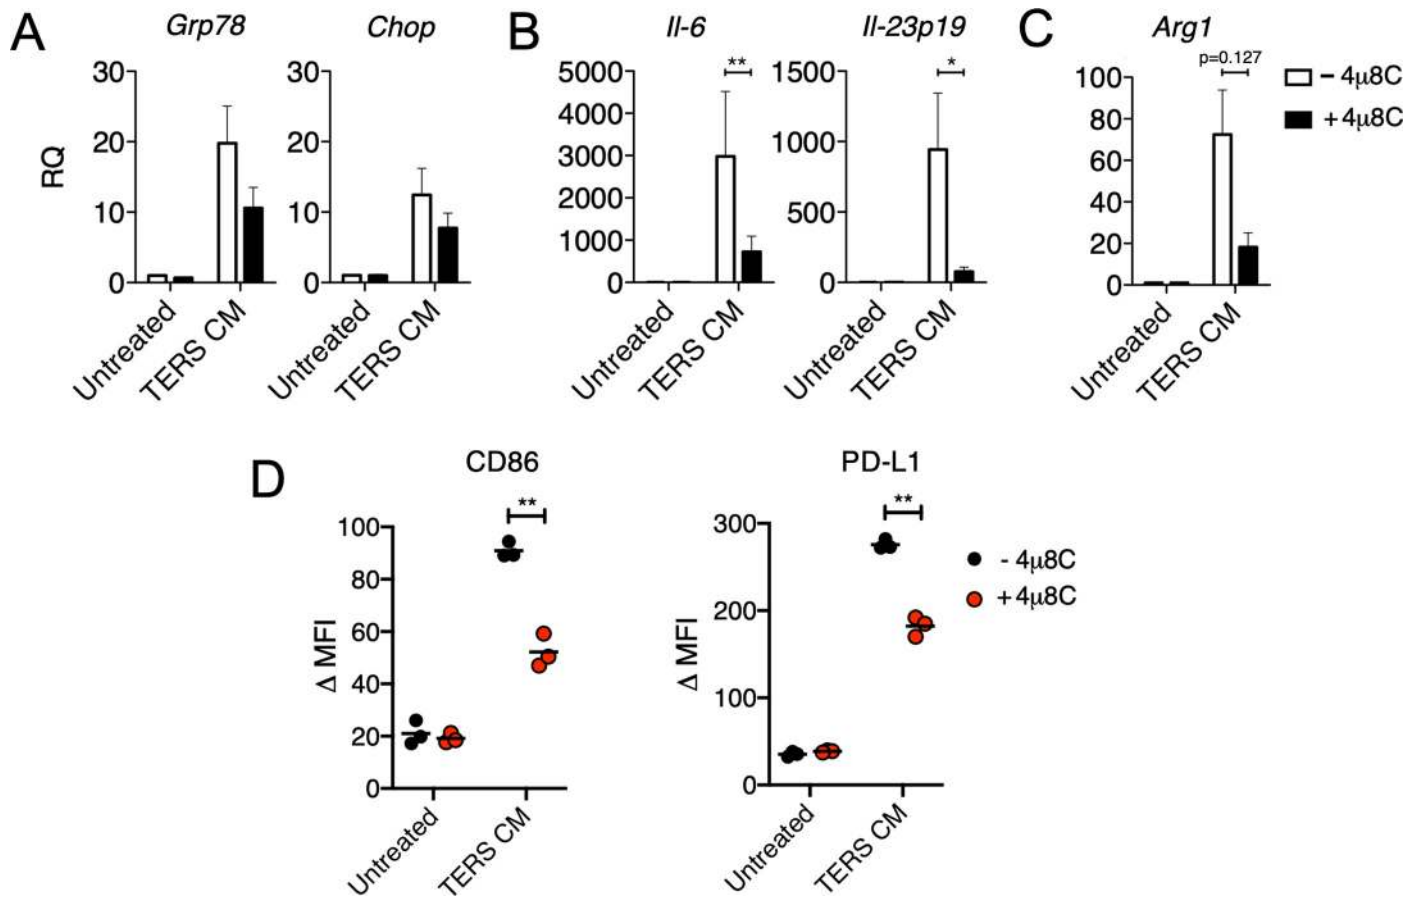 A
Grp78
Chop
B
Il-6
Il-23p19
C
Arg1
RQ
30
20
10
0
30
20
10
0
5000
4000
3000
2000
1000
0
**
1500
1000
500
0
*
100
80
60
40
20
0
p=0.127
- 4μ8C
+ 4μ8C
Untreated
TERS CM
Untreated
TERS CM
Untreated
TERS CM
Untreated
TERS CM
Untreated
TERS CM
D
CD86
PD-L1
Δ MFI
100
80
60
40
20
0
**
Δ MFI
300
200
100
0
**
- 4μ8C
+ 4μ8C
Untreated
TERS CM
Untreated
TERS CM